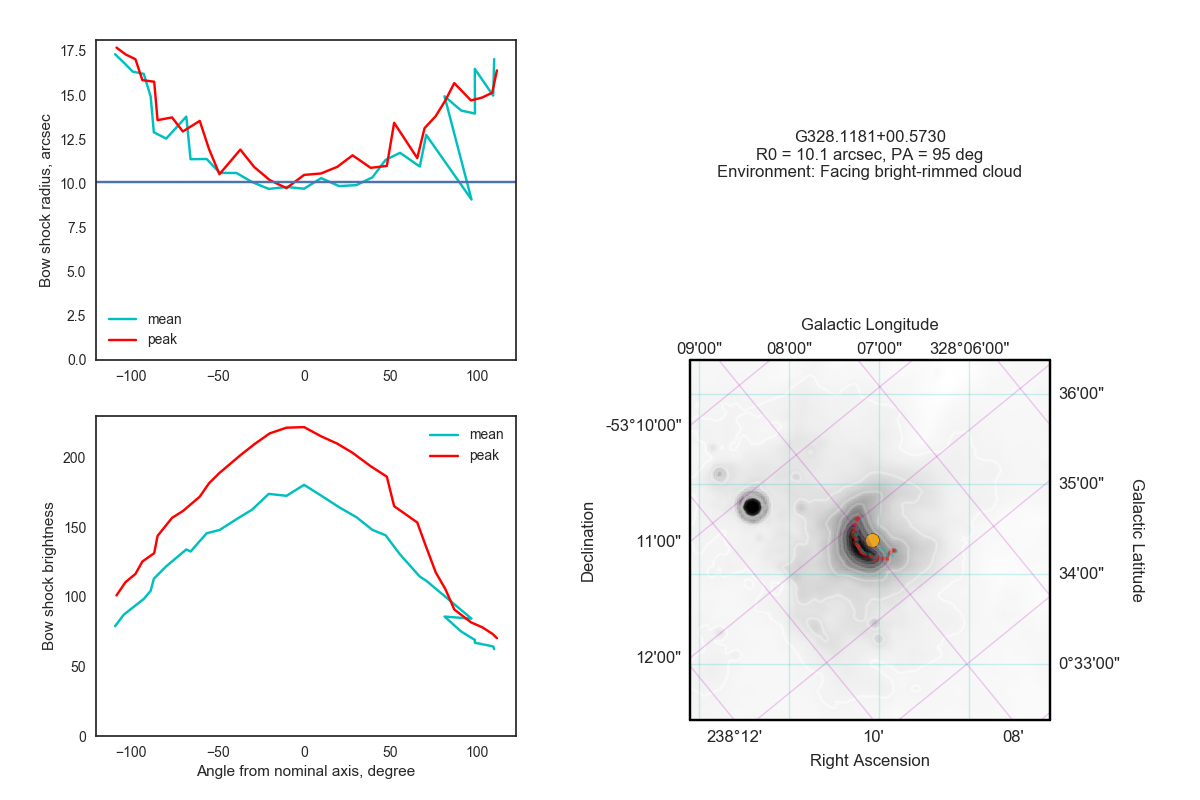 17.5
15.0
12.5
10.0
7.5
5.0
2.5
0.0
Bow shock radius, arcsec
mean
peak
−100
−50
0
50
100
G328.1181+00.5730
R0 = 10.1 arcsec, PA = 95 deg
Environment: Facing bright-rimmed cloud
200
150
100
50
0
Bow shock brightness
mean
peak
−100
−50
0
50
100
Angle from nominal axis, degree
Galactic Longitude
09'00"
08'00"
07'00"
328°06'00"
-53°10'00"
11'00"
12'00"
Declination
36'00"
35'00"
34'00"
0°33'00"
Galactic Latitude
238°12'
10'
08'
Right Ascension